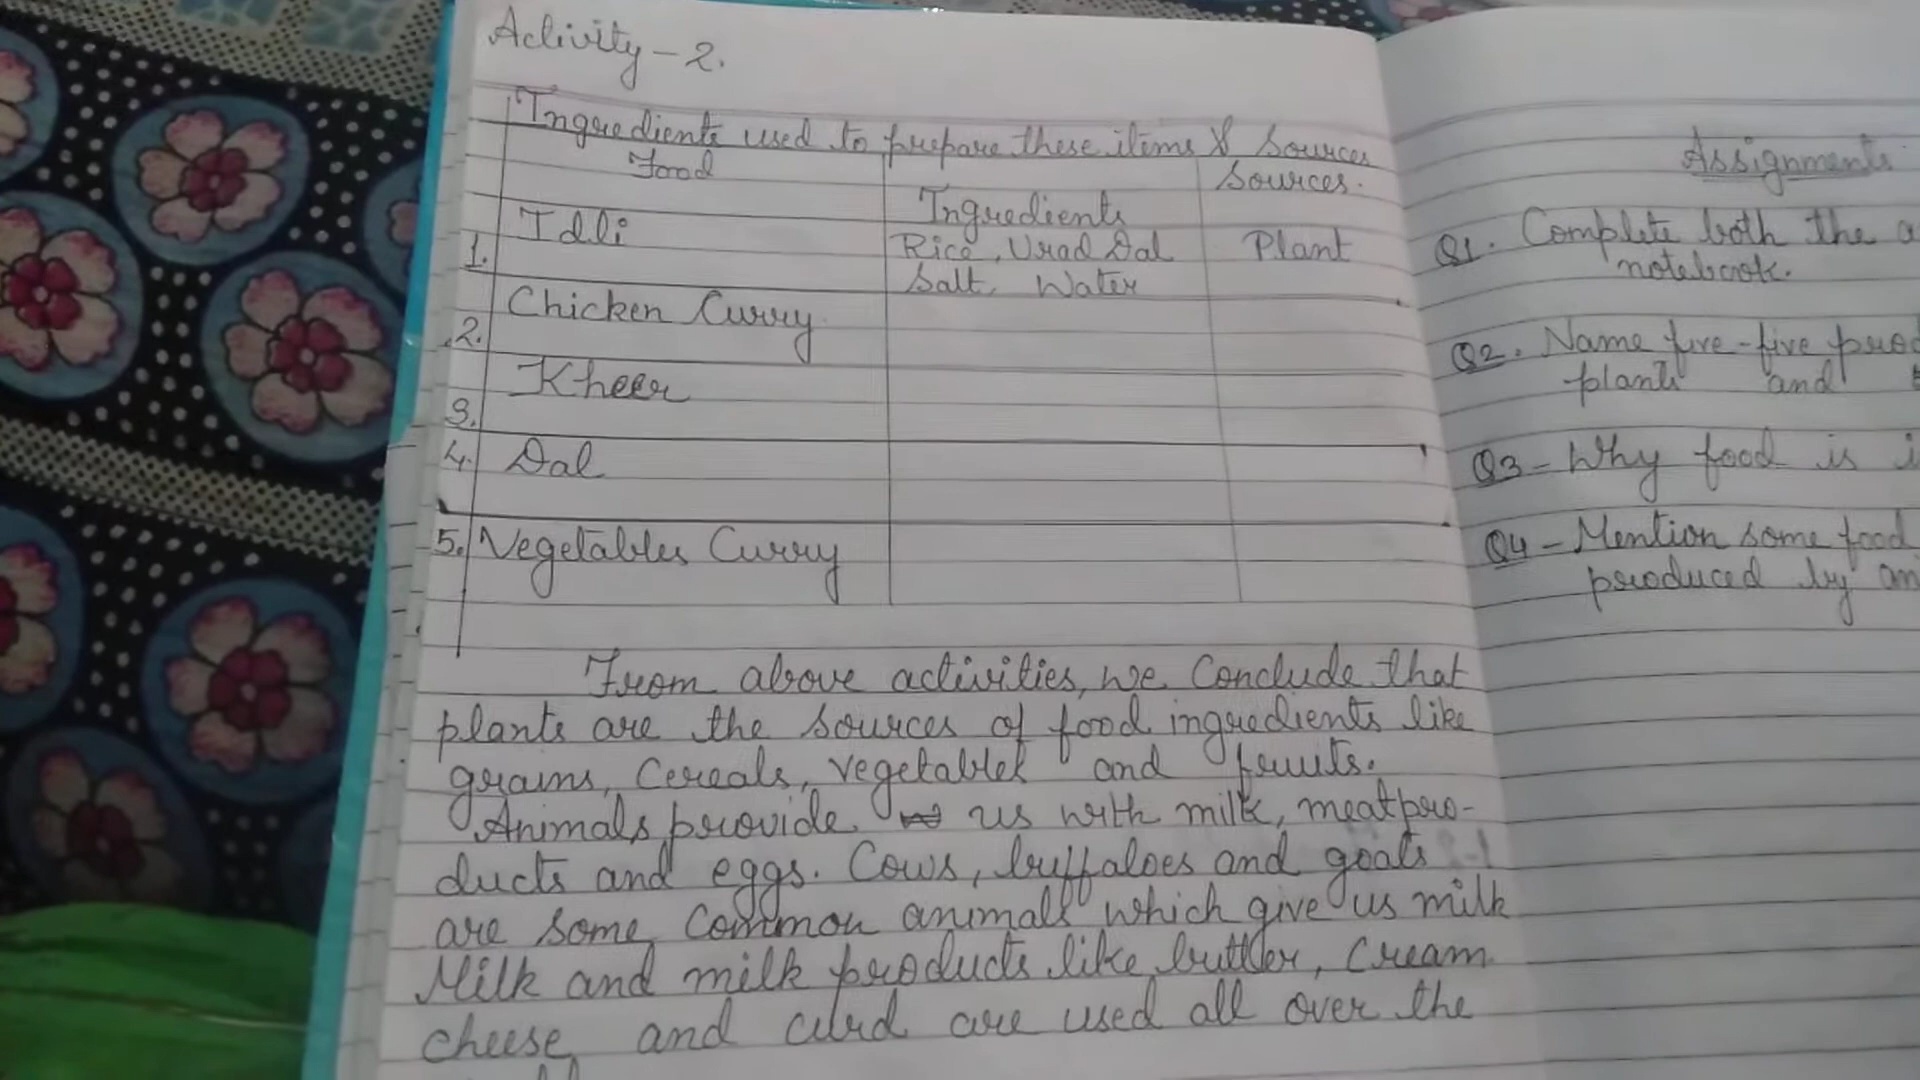 Activity - 2.
Ingredients used to prepare these items & Sources
Food
Ingredients
Sources.
1. Idli
Rice, Urad Dal
Salt, Water
Plant
2. Chicken Curry
3. Kheer
4. Dal
5. Vegetables Curry
From above activities, we Conclude that
plants are the sources of food ingredients like
grains, Cereals, vegetables and fruits.
Animals provide us with milk, meat pro-
ducts and eggs. Cows, buffaloes and goats
are some Common animals which give us milk
Milk and milk products like butter, Cream
cheese and curd are used all over the
Assignments
Q1. Complete both the a
notebook.
Q2. Name five-five prod
plants and
Q3 - Why food is i
Q4 - Mention some food
produced by an